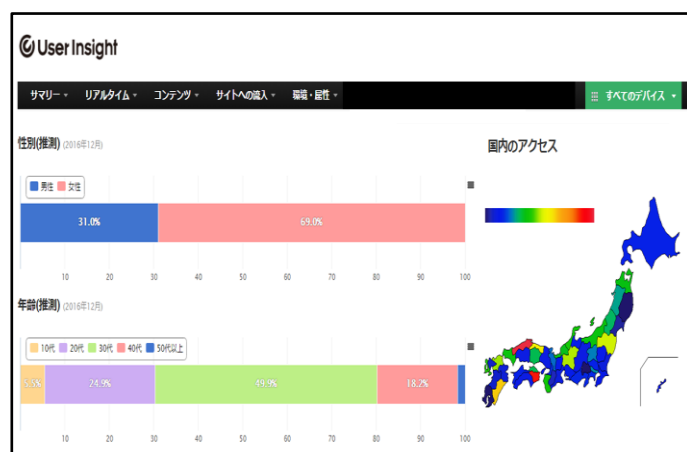 User Insight
サマリー リアルタイム コンテンツ サイトへの流入 環境・属性 すべてのデバイス
性別(推測) (2016年12月)
国内のアクセス
男性 女性
31.0% 69.0%
10 20 30 40 50 60 70 80 90 100
年齢(推測) (2016年12月)
10代 20代 30代 40代 50代以上
24.9% 49.9% 18.2%
10 20 30 40 50 60 70 80 90 100